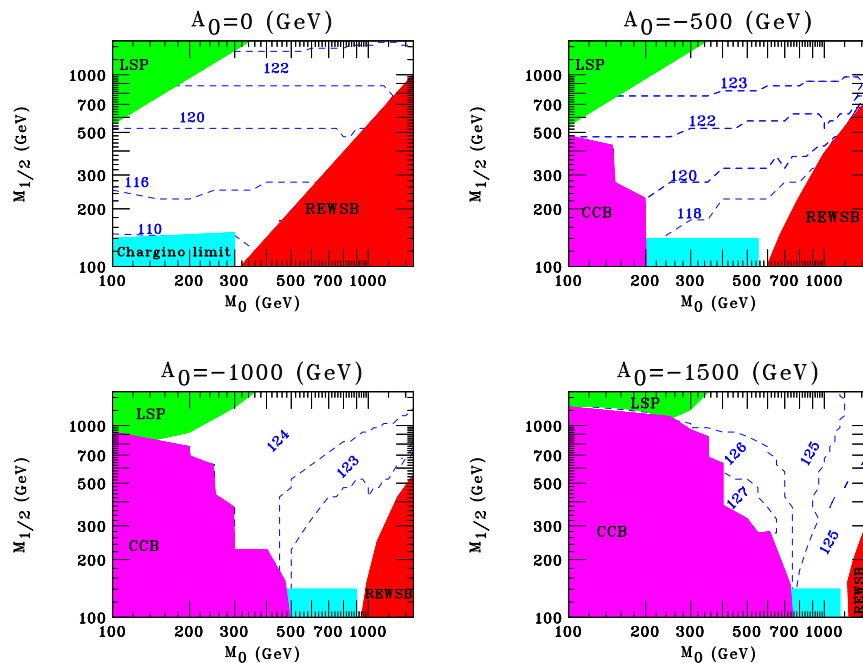 A0=0 (GeV)
LSP
122
120
116
110
REWSB
Chargino limit
M1/2 (GeV)
1000
700
500
300
200
100
100 200 300 500 700 1000
M0 (GeV)
A0=−500 (GeV)
LSP
123
122
120
118
CCB
REWSB
M1/2 (GeV)
1000
700
500
300
200
100
100 200 300 500 700 1000
M0 (GeV)
A0=−1000 (GeV)
LSP
124
123
CCB
REWSB
M1/2 (GeV)
1000
700
500
300
200
100
100 200 300 500 700 1000
M0 (GeV)
A0=−1500 (GeV)
LSP
126
125
127
125
CCB
REWSB
M1/2 (GeV)
1000
700
500
300
200
100
100 200 300 500 700 1000
M0 (GeV)